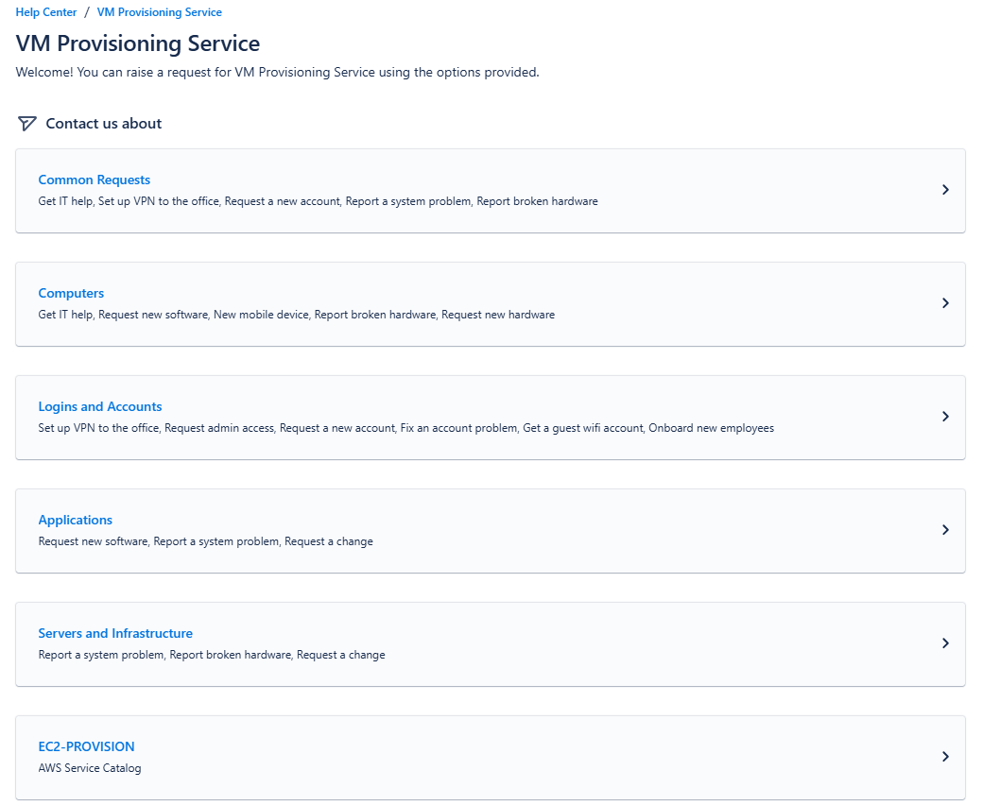 Help Center / VM Provisioning Service
VM Provisioning Service
Welcome! You can raise a request for VM Provisioning Service using the options provided.
Contact us about
Common Requests
Get IT help, Set up VPN to the office, Request a new account, Report a system problem, Report broken hardware
Computers
Get IT help, Request new software, New mobile device, Report broken hardware, Request new hardware
Logins and Accounts
Set up VPN to the office, Request admin access, Request a new account, Fix an account problem, Get a guest wifi account, Onboard new employees
Applications
Request new software, Report a system problem, Request a change
Servers and Infrastructure
Report a system problem, Report broken hardware, Request a change
EC2-PROVISION
AWS Service Catalog